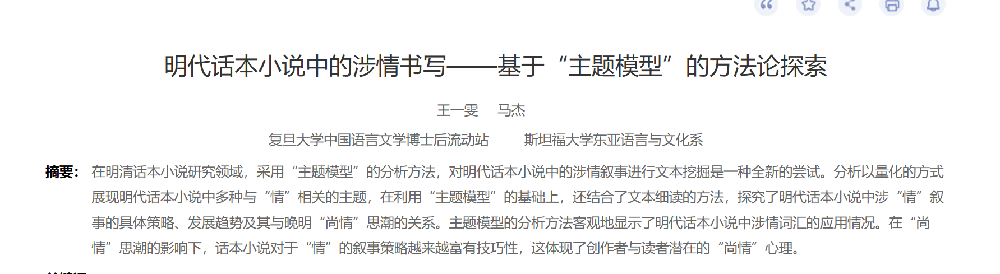 明代话本小说中的涉情书写——基于“主题模型”的方法论探索
王一雯 马杰
复旦大学中国语言文学博士后流动站 斯坦福大学东亚语言与文化系
摘要： 在明清话本小说研究领域，采用“主题模型”的分析方法，对明代话本小说中的涉情叙事进行文本挖掘是一种全新的尝试。分析以量化的方式
展现明代话本小说中多种与“情”相关的主题，在利用“主题模型”的基础上，还结合了文本细读的方法，探究了明代话本小说中涉“情”叙
事的具体策略、发展趋势及其与晚明“尚情”思潮的关系。主题模型的分析方法客观地显示了明代话本小说中涉情词汇的应用情况。在“尚
情”思潮的影响下，话本小说对于“情”的叙事策略越来越富有技巧性，这体现了创作者与读者潜在的“尚情”心理。